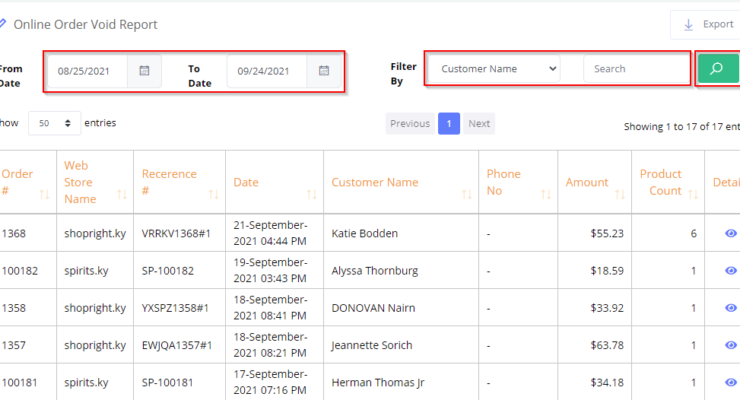 Online Order Void Report
Export
From Date
08/25/2021
To Date
09/24/2021
Filter By
Customer Name
Search
how
50
entries
Previous
1
Next
Showing 1 to 17 of 17 ent
Order #
Web Store Name
Recerence #
Date
Customer Name
Phone No
Amount
Product Count
Detai
1368
shopright.ky
VRRKV1368#1
21-September-2021 04:44 PM
Katie Bodden
-
$55.23
6
100182
spirits.ky
SP-100182
19-September-2021 03:43 PM
Alyssa Thornburg
-
$18.59
1
1358
shopright.ky
YXSPZ1358#1
18-September-2021 08:41 PM
DONOVAN Nairn
-
$33.92
1
1357
shopright.ky
EWJQA1357#1
18-September-2021 08:21 PM
Jeannette Sorich
-
$63.78
1
100181
spirits.ky
SP-100181
17-September-2021 07:16 PM
Herman Thomas Jr
-
$34.18
1